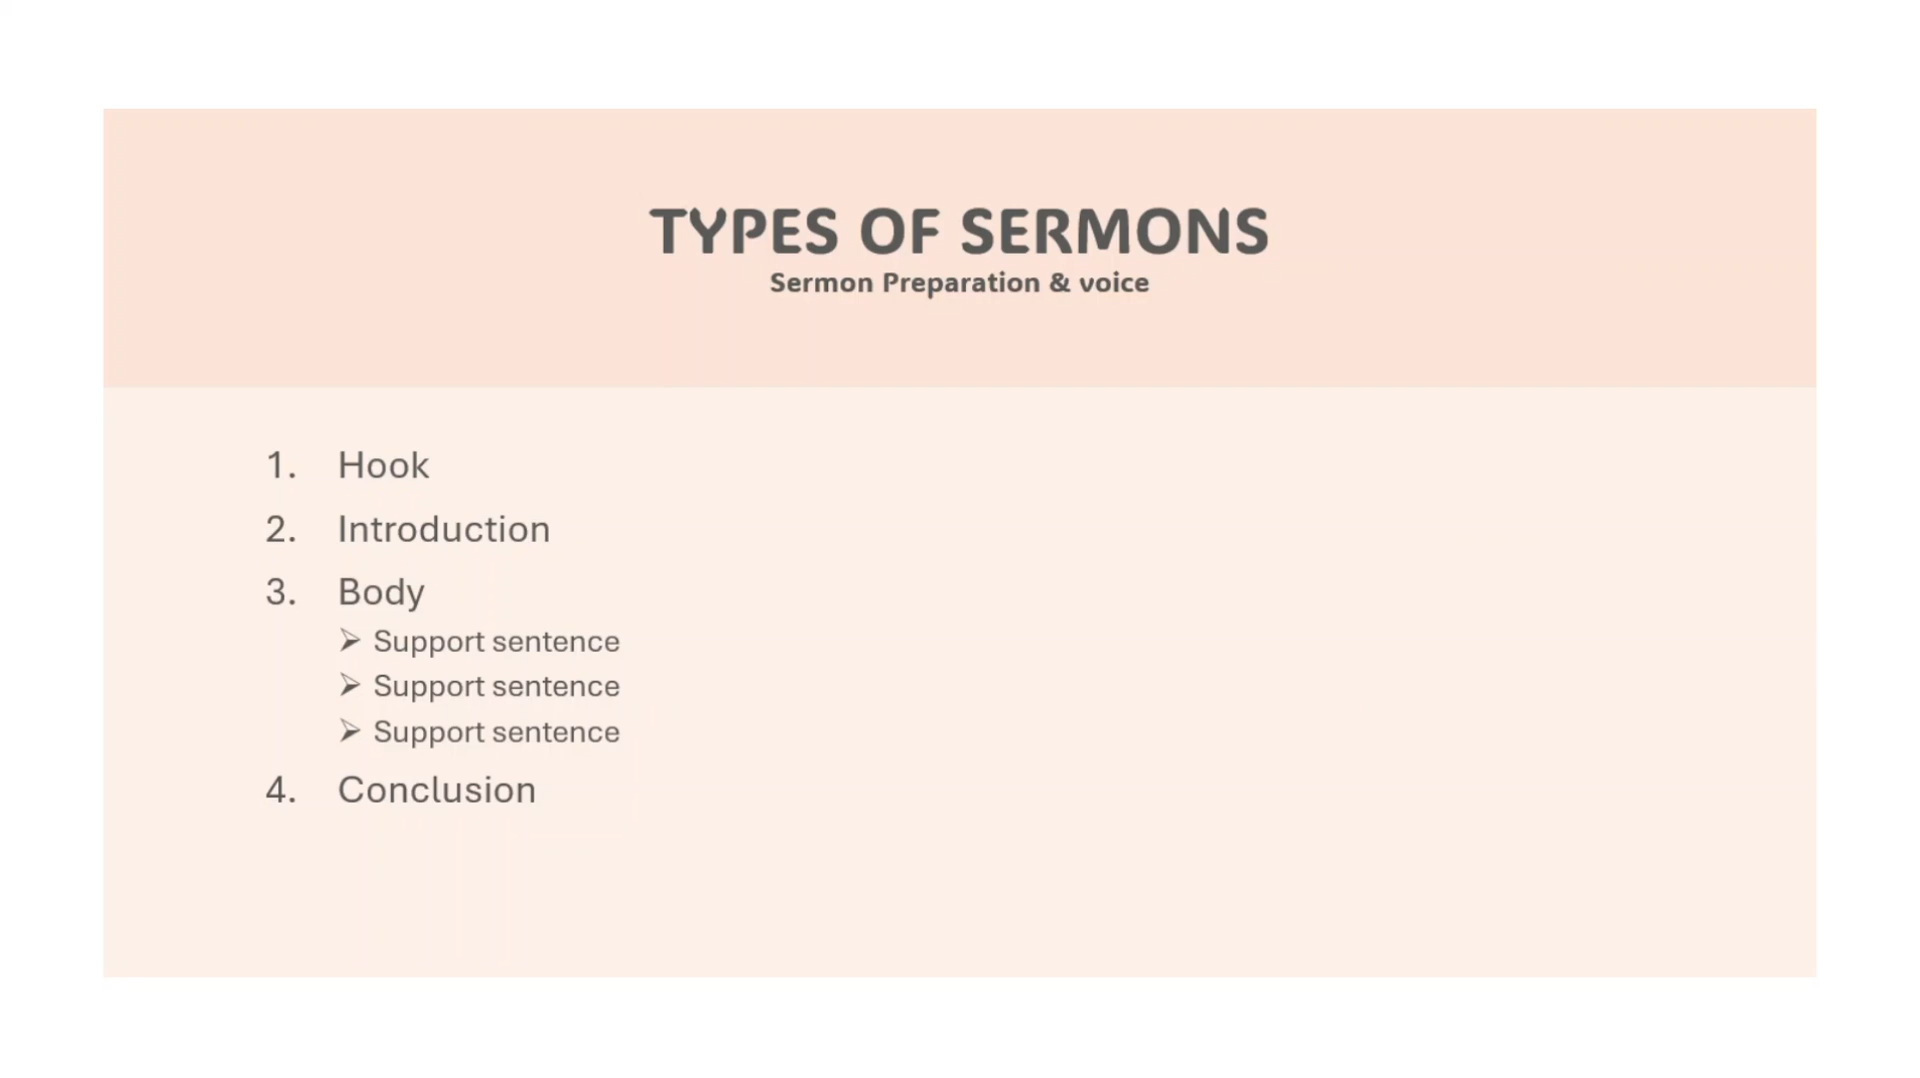 TYPES OF SERMONS
Sermon Preparation & voice
1. Hook
2. Introduction
3. Body
➢ Support sentence
➢ Support sentence
➢ Support sentence
4. Conclusion